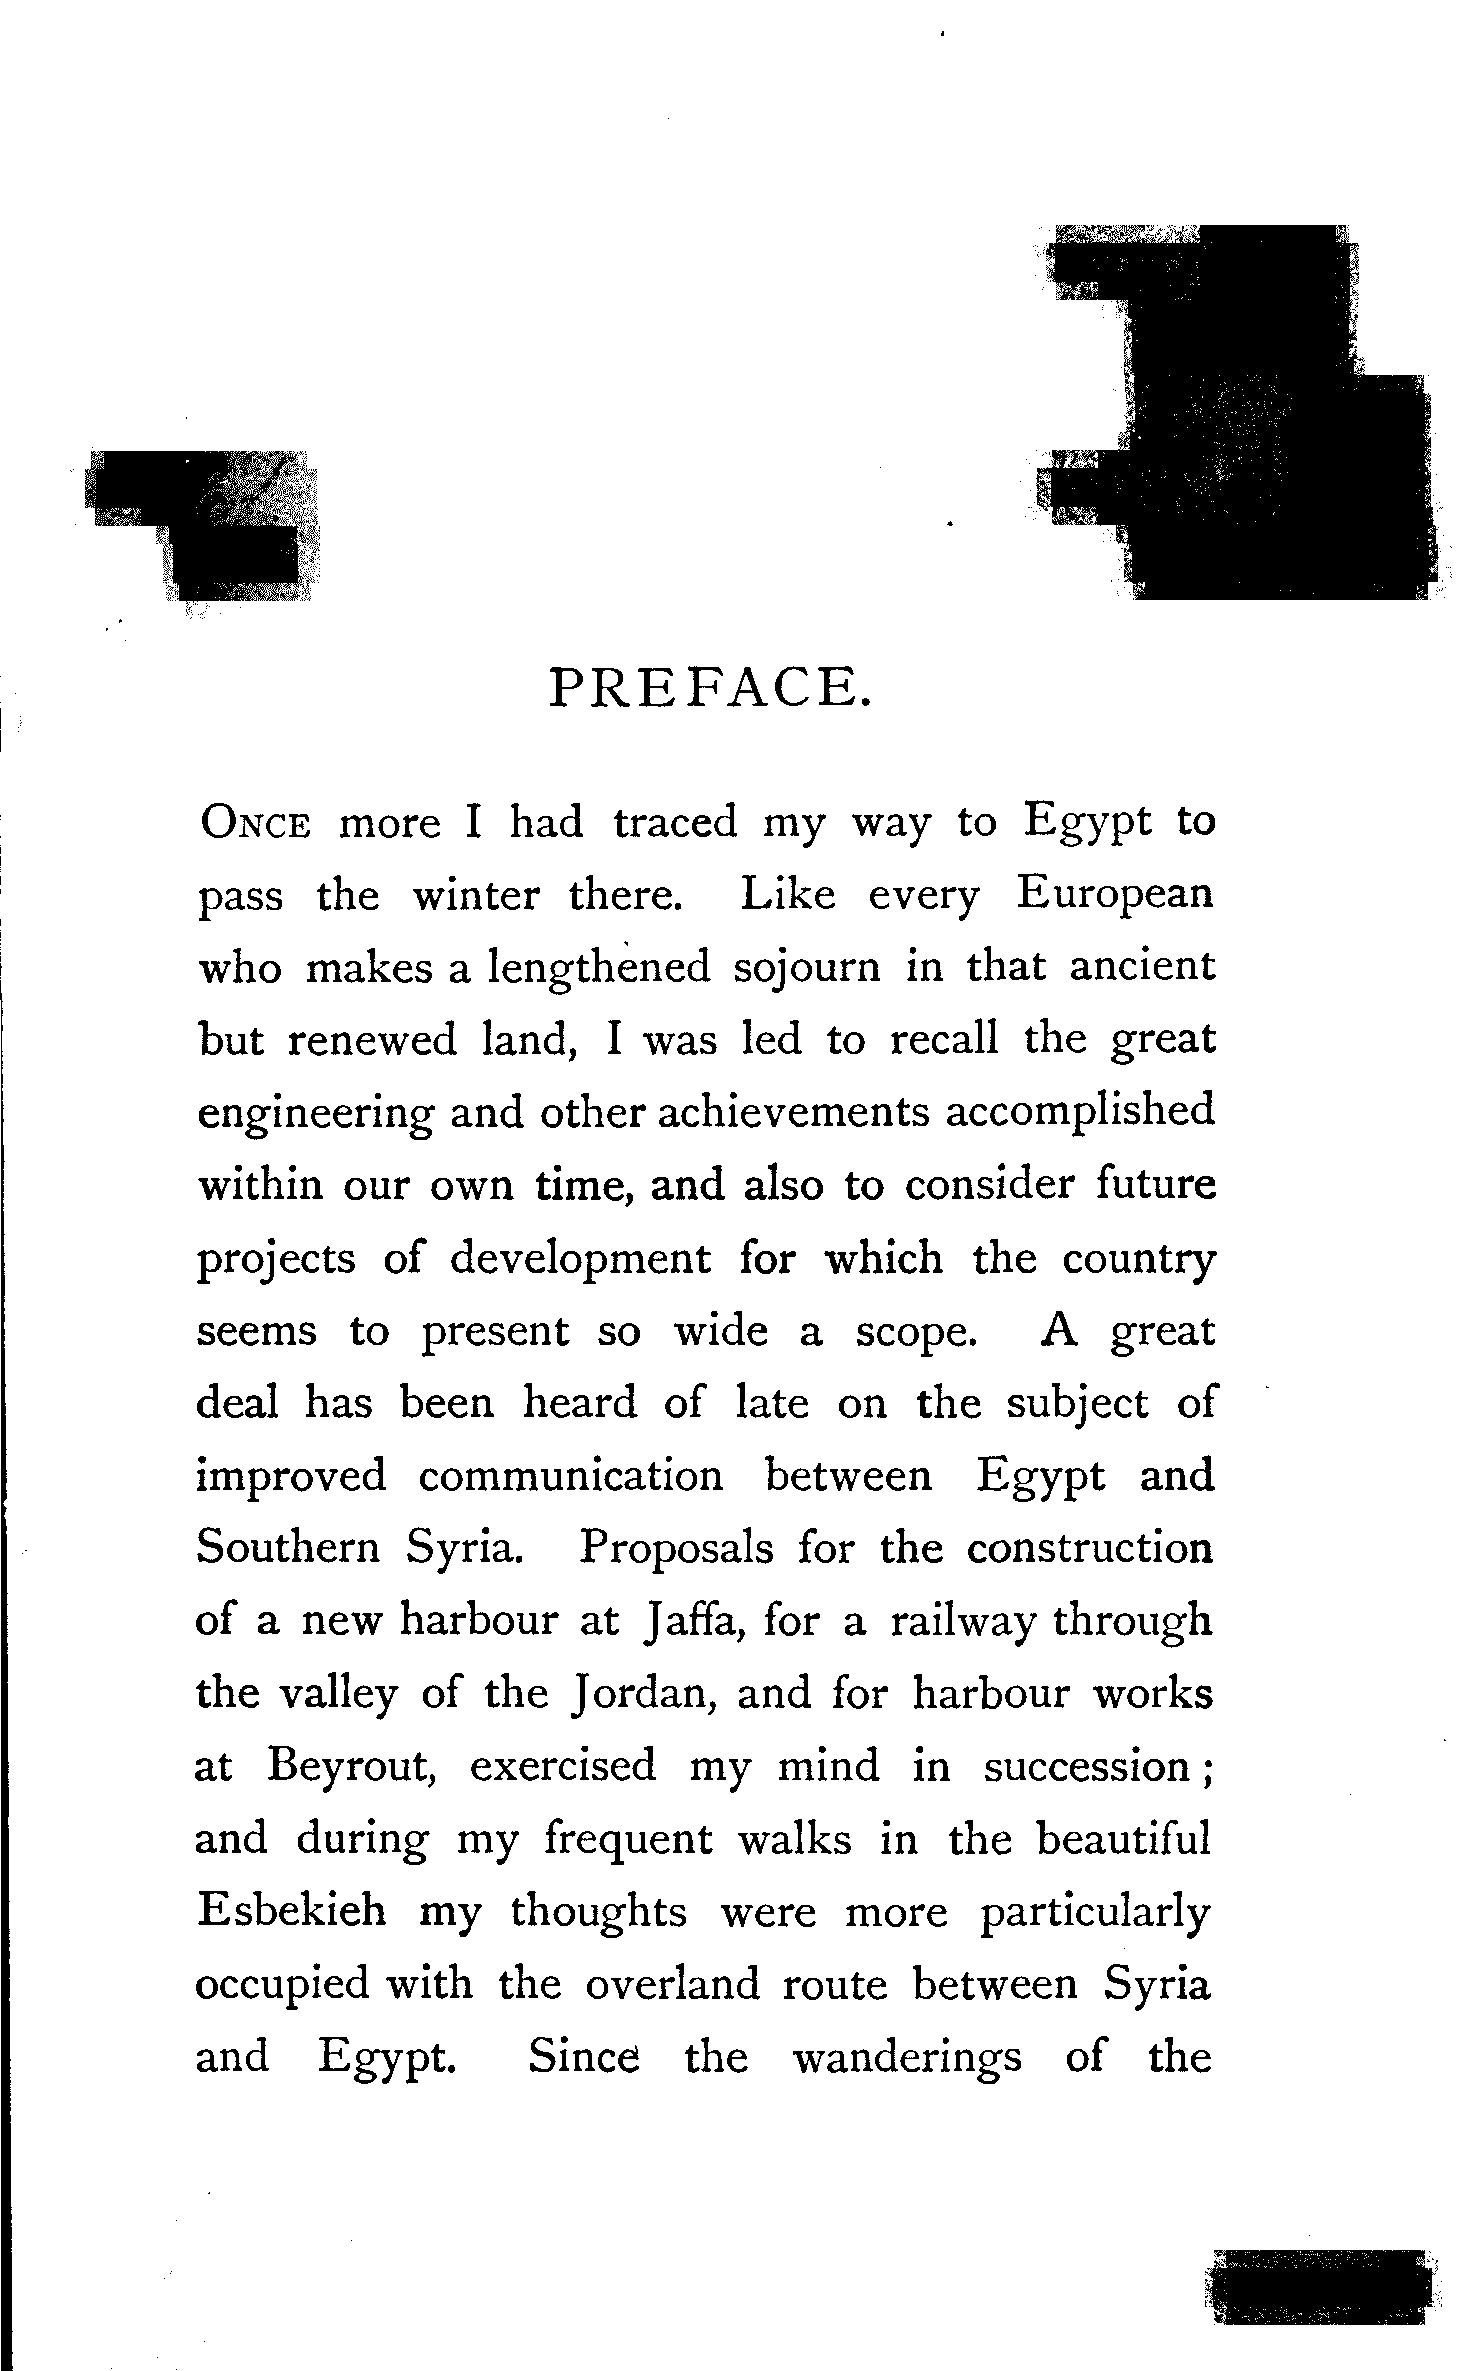 PREFACE.
ONCE more I had traced my way to Egypt to
pass the winter there. Like every European
who makes a lengthened sojourn in that ancient
but renewed land, I was led to recall the great
engineering and other achievements accomplished
within our own time, and also to consider future
projects of development for which the country
seems to present so wide a scope. A great
deal has been heard of late on the subject of
improved communication between Egypt and
Southern Syria. Proposals for the construction
of a new harbour at Jaffa, for a railway through
the valley of the Jordan, and for harbour works
at Beyrout, exercised my mind in succession ;
and during my frequent walks in the beautiful
Esbekieh my thoughts were more particularly
occupied with the overland route between Syria
and Egypt. Since the wanderings of the